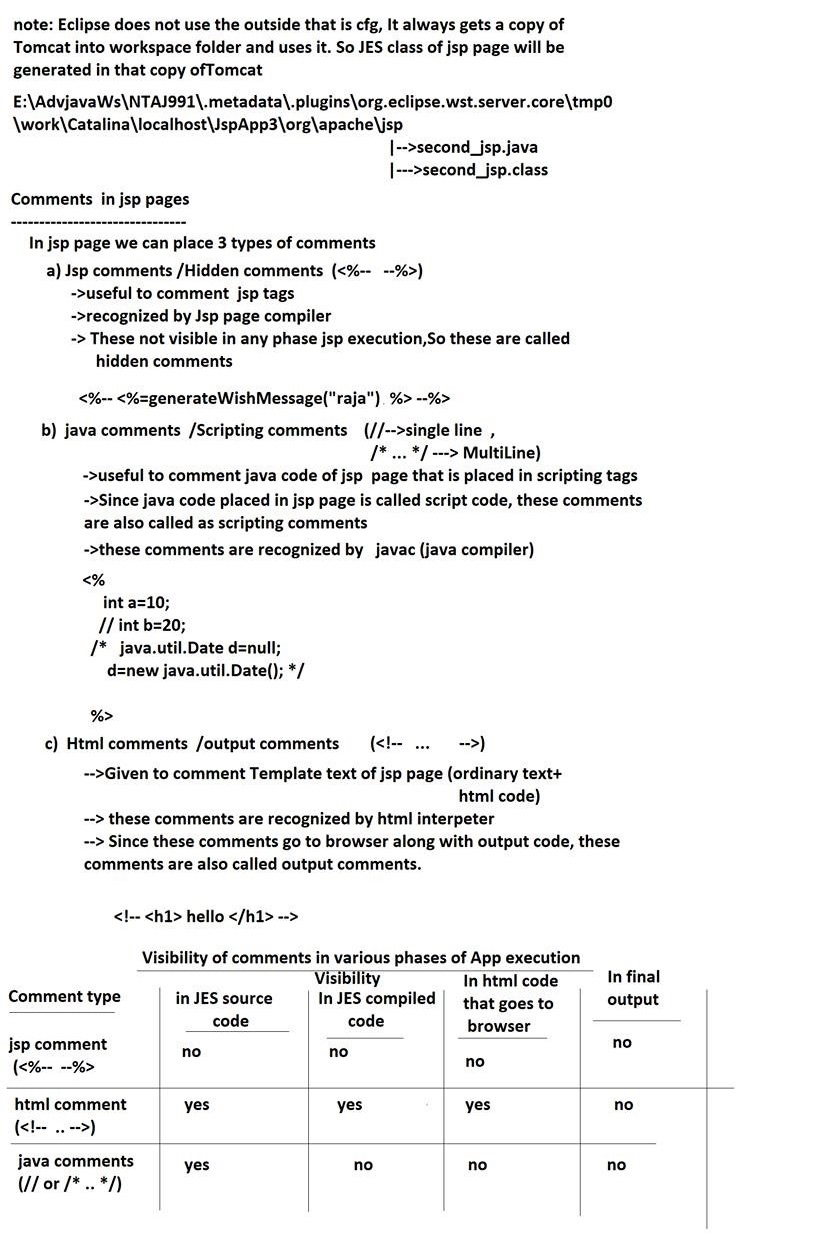 note: Eclipse does not use the outside that is cfg, It always gets a copy of
Tomcat into workspace folder and uses it. So JES class of jsp page will be
generated in that copy ofTomcat
E:\AdvjavaWs\NTAJ991\.metadata\.plugins\org.eclipse.wst.server.core\tmp0
\work\Catalina\localhost\JspApp3\org\apache\jsp
|-->second_jsp.java
|--->second_jsp.class
Comments in jsp pages
------------------------------
In jsp page we can place 3 types of comments
a) Jsp comments /Hidden comments (<%-- --%>)
->useful to comment jsp tags
->recognized by Jsp page compiler
-> These not visible in any phase jsp execution,So these are called
hidden comments
<%-- <%=generateWishMessage("raja") %> --%>
b) java comments /Scripting comments (//-->single line ,
/* ... */ ---> MultiLine)
->useful to comment java code of jsp page that is placed in scripting tags
->Since java code placed in jsp page is called script code, these comments
are also called as scripting comments
->these comments are recognized by javac (java compiler)
<%
int a=10;
// int b=20;
/* java.util.Date d=null;
d=new java.util.Date(); */
%>
c) Html comments /output comments (<!-- ... -->)
-->Given to comment Template text of jsp page (ordinary text+
html code)
--> these comments are recognized by html interpeter
--> Since these comments go to browser along with output code, these
comments are also called output comments.
<!-- <h1> hello </h1> -->
Visibility of comments in various phases of App execution
Visibility
Comment type in JES source code In JES compiled code In html code that goes to browser In final output
jsp comment (<%-- --%> no no no no
html comment (<!-- .. -->) yes yes yes no
java comments (// or /* .. */) yes no no no